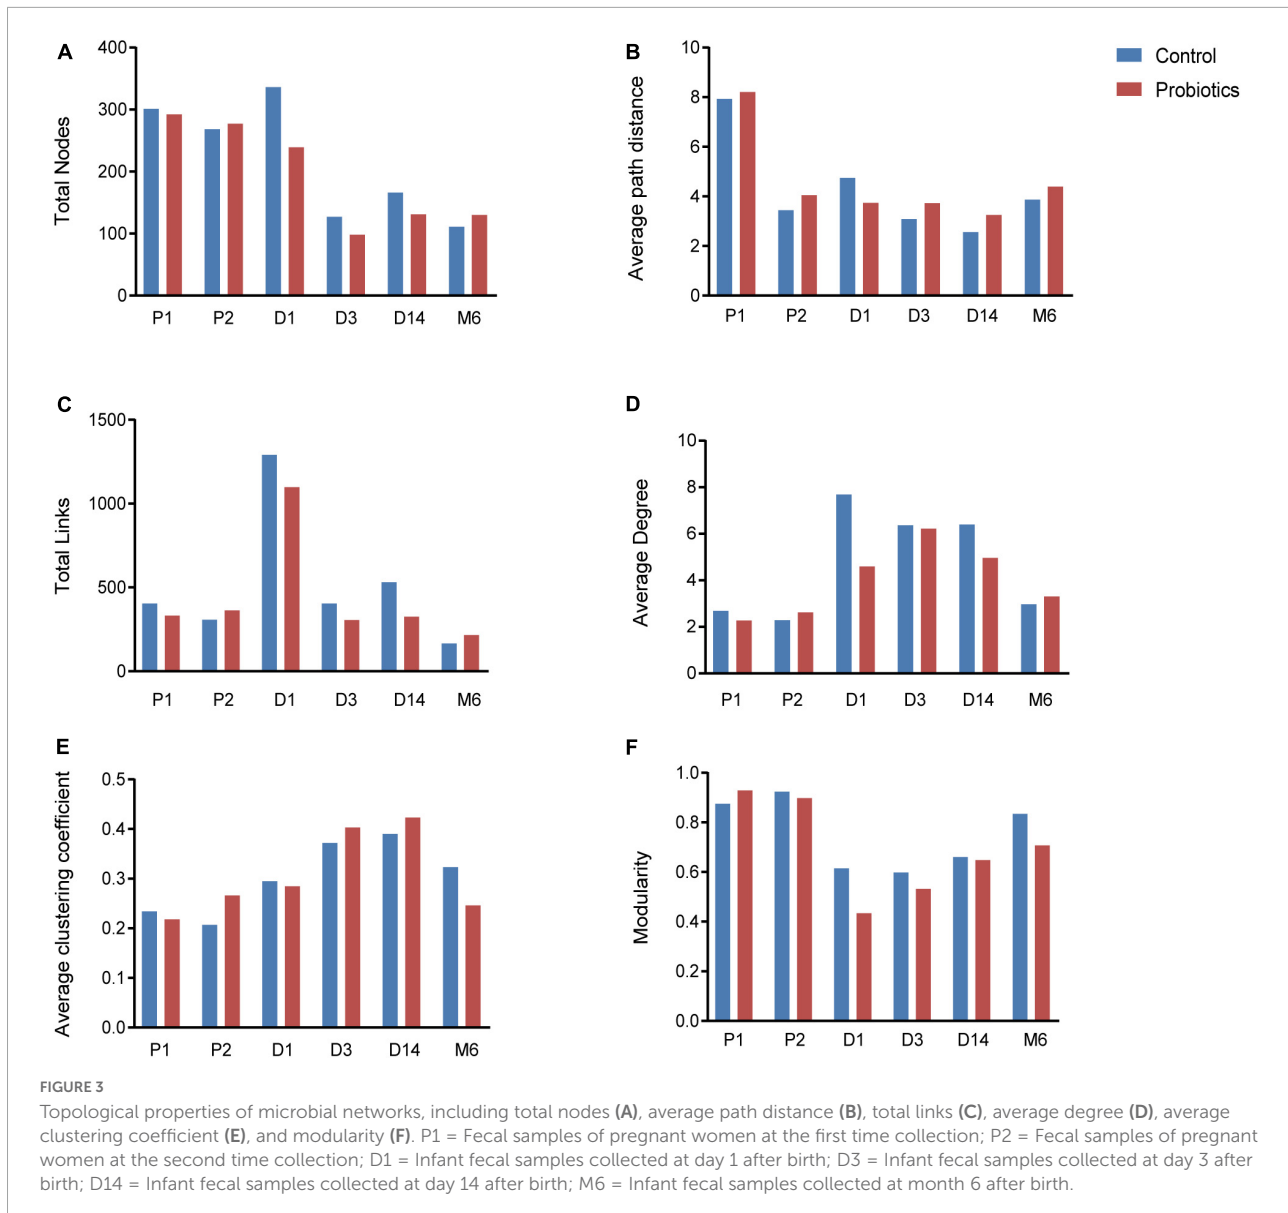 A
Total Nodes
400
300
200
100
0
P1 P2 D1 D3 D14 M6
B
Average path distance
10
8
6
4
2
0
P1 P2 D1 D3 D14 M6
Control
Probiotics
C
Total Links
1500
1000
500
0
P1 P2 D1 D3 D14 M6
D
Average Degree
10
8
6
4
2
0
P1 P2 D1 D3 D14 M6
E
Average clustering coefficient
0.5
0.4
0.3
0.2
0.1
0.0
P1 P2 D1 D3 D14 M6
F
Modularity
1.0
0.8
0.6
0.4
0.2
0.0
P1 P2 D1 D3 D14 M6
FIGURE 3
Topological properties of microbial networks, including total nodes (A), average path distance (B), total links (C), average degree (D), average
clustering coefficient (E), and modularity (F). P1 = Fecal samples of pregnant women at the first time collection; P2 = Fecal samples of pregnant
women at the second time collection; D1 = Infant fecal samples collected at day 1 after birth; D3 = Infant fecal samples collected at day 3 after
birth; D14 = Infant fecal samples collected at day 14 after birth; M6 = Infant fecal samples collected at month 6 after birth.